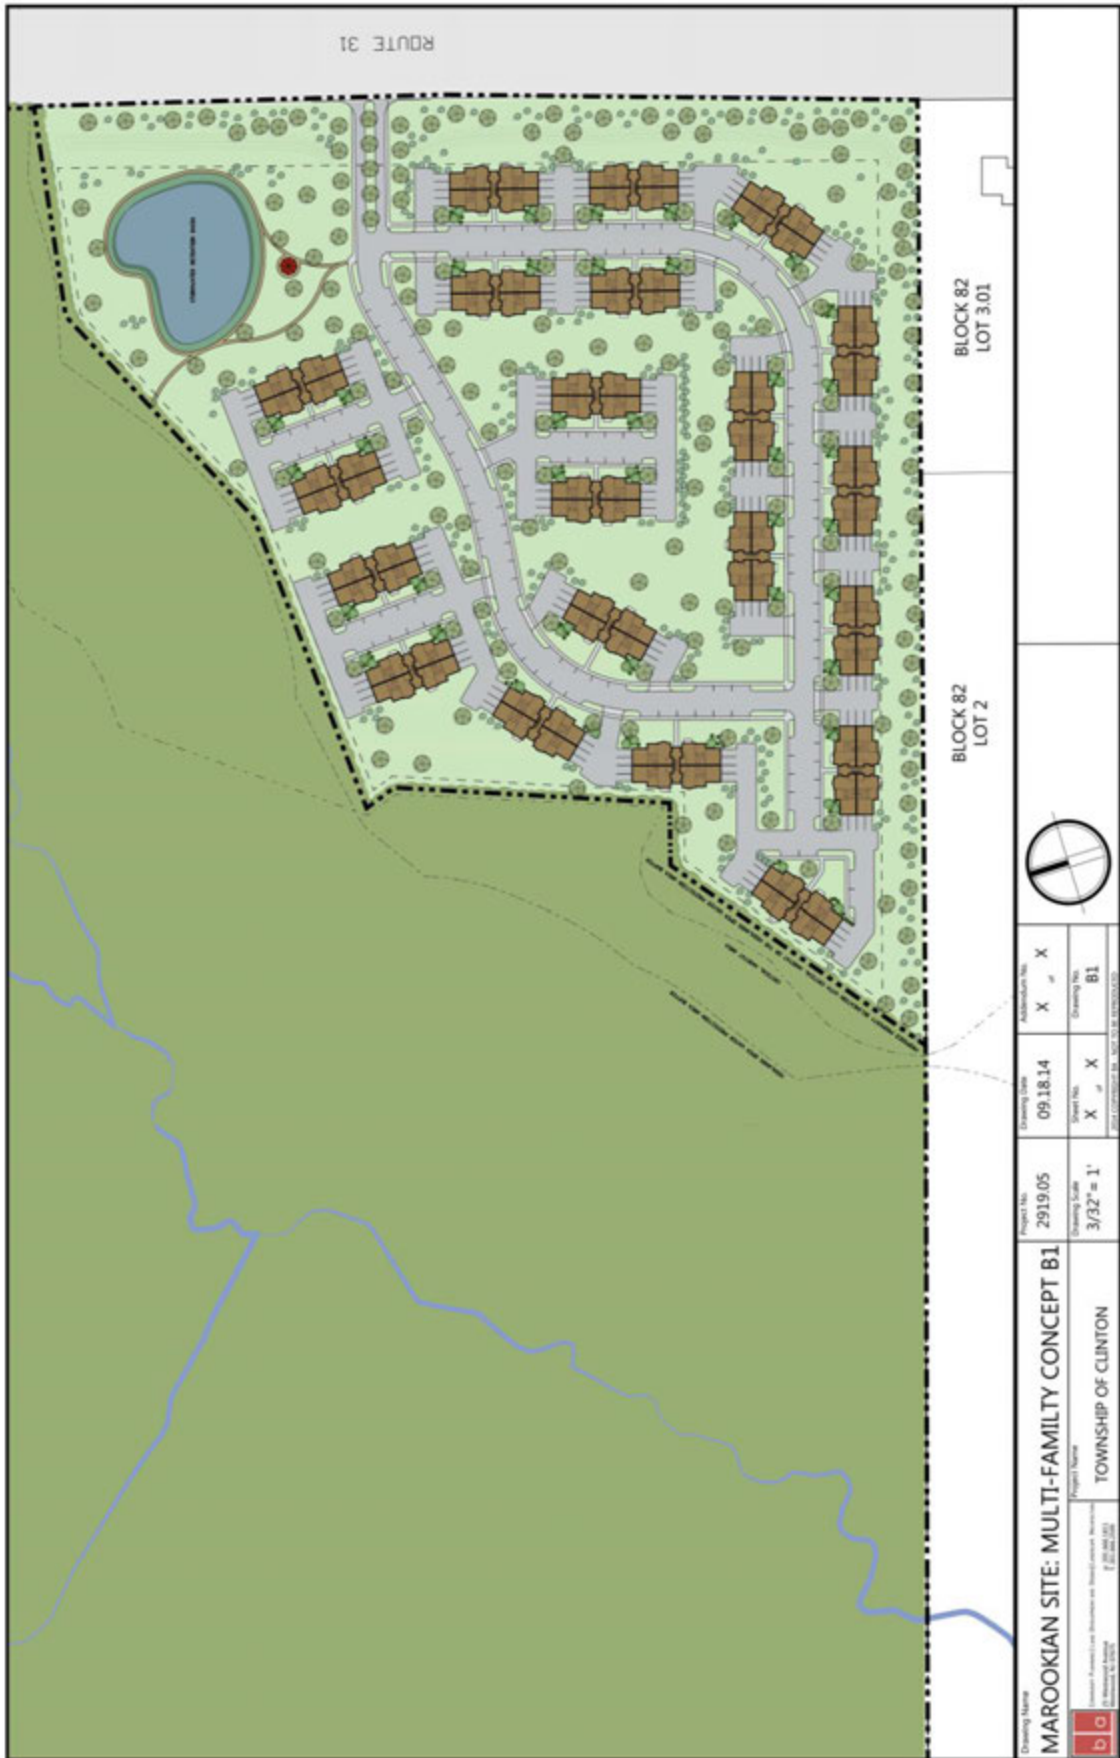 ROUTE 31
BLOCK 82
LOT 3.01
BLOCK 82
LOT 2
Drawing Name
MAROOKIAN SITE: MULTI-FAMILTY CONCEPT B1
Project No.
2919.05
Drawing Date
09.18.14
Addendum No.
X of X
Project Name
TOWNSHIP OF CLINTON
Drawing Scale
3/32" = 1'
Sheet No.
X of X
Drawing No.
B1
ba